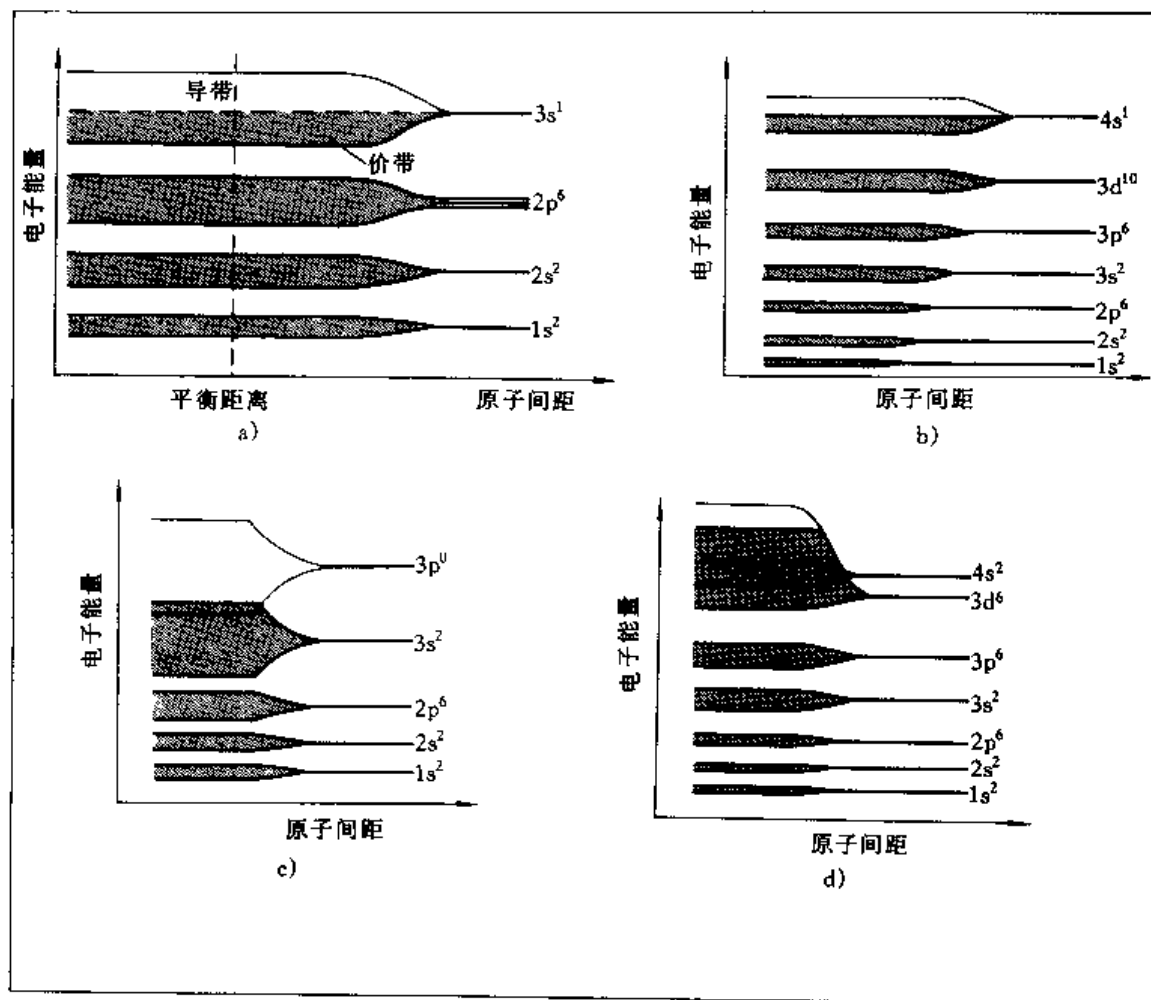 导带
3s¹
价带
2p⁶
2s²
1s²
电子能量
平衡距离
原子间距
a)
4s¹
3d¹⁰
3p⁶
3s²
2p⁶
2s²
1s²
电子能量
原子间距
b)
3p⁰
3s²
2p⁶
2s²
1s²
电子能量
原子间距
c)
4s²
3d⁶
3p⁶
3s²
2p⁶
2s²
1s²
电子能量
原子间距
d)